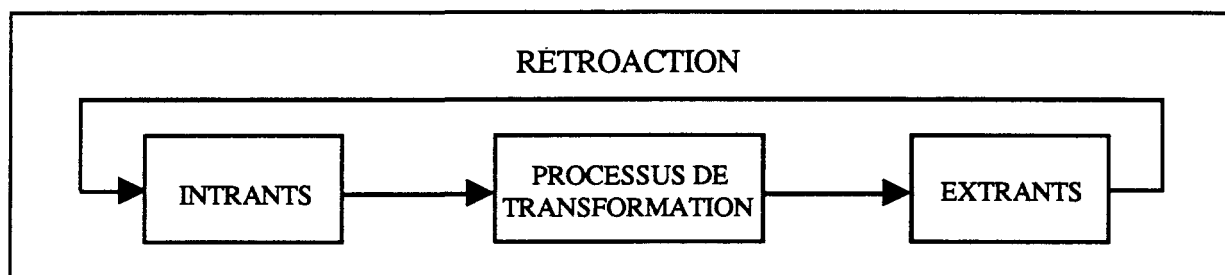 RÉTROACTION
INTRANTS
PROCESSUS DE
TRANSFORMATION
EXTRANTS